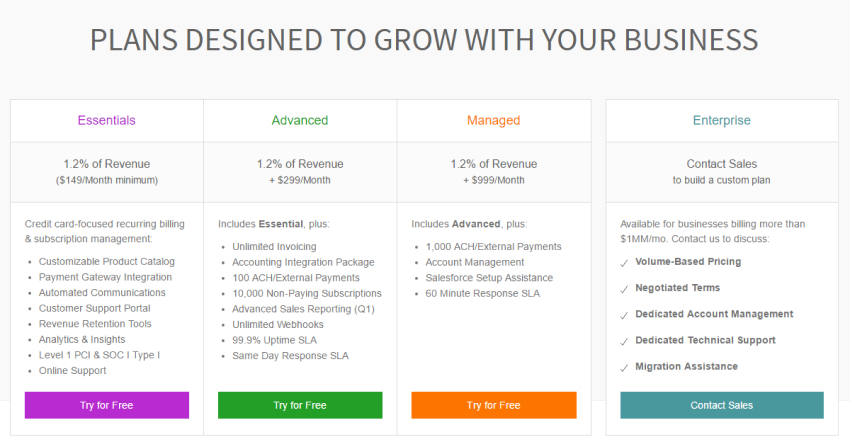 PLANS DESIGNED TO GROW WITH YOUR BUSINESS
Essentials
1.2% of Revenue
($149/Month minimum)
Credit card-focused recurring billing
& subscription management:
• Customizable Product Catalog
• Payment Gateway Integration
• Automated Communications
• Customer Support Portal
• Revenue Retention Tools
• Analytics & Insights
• Level 1 PCI & SOC I Type I
• Online Support
Try for Free
Advanced
1.2% of Revenue
+ $299/Month
Includes Essential, plus:
• Unlimited Invoicing
• Accounting Integration Package
• 100 ACH/External Payments
• 10,000 Non-Paying Subscriptions
• Advanced Sales Reporting (Q1)
• Unlimited Webhooks
• 99.9% Uptime SLA
• Same Day Response SLA
Try for Free
Managed
1.2% of Revenue
+ $999/Month
Includes Advanced, plus:
• 1,000 ACH/External Payments
• Account Management
• Salesforce Setup Assistance
• 60 Minute Response SLA
Try for Free
Enterprise
Contact Sales
to build a custom plan
Available for businesses billing more than
$1MM/mo. Contact us to discuss:
✓ Volume-Based Pricing
✓ Negotiated Terms
✓ Dedicated Account Management
✓ Dedicated Technical Support
✓ Migration Assistance
Contact Sales